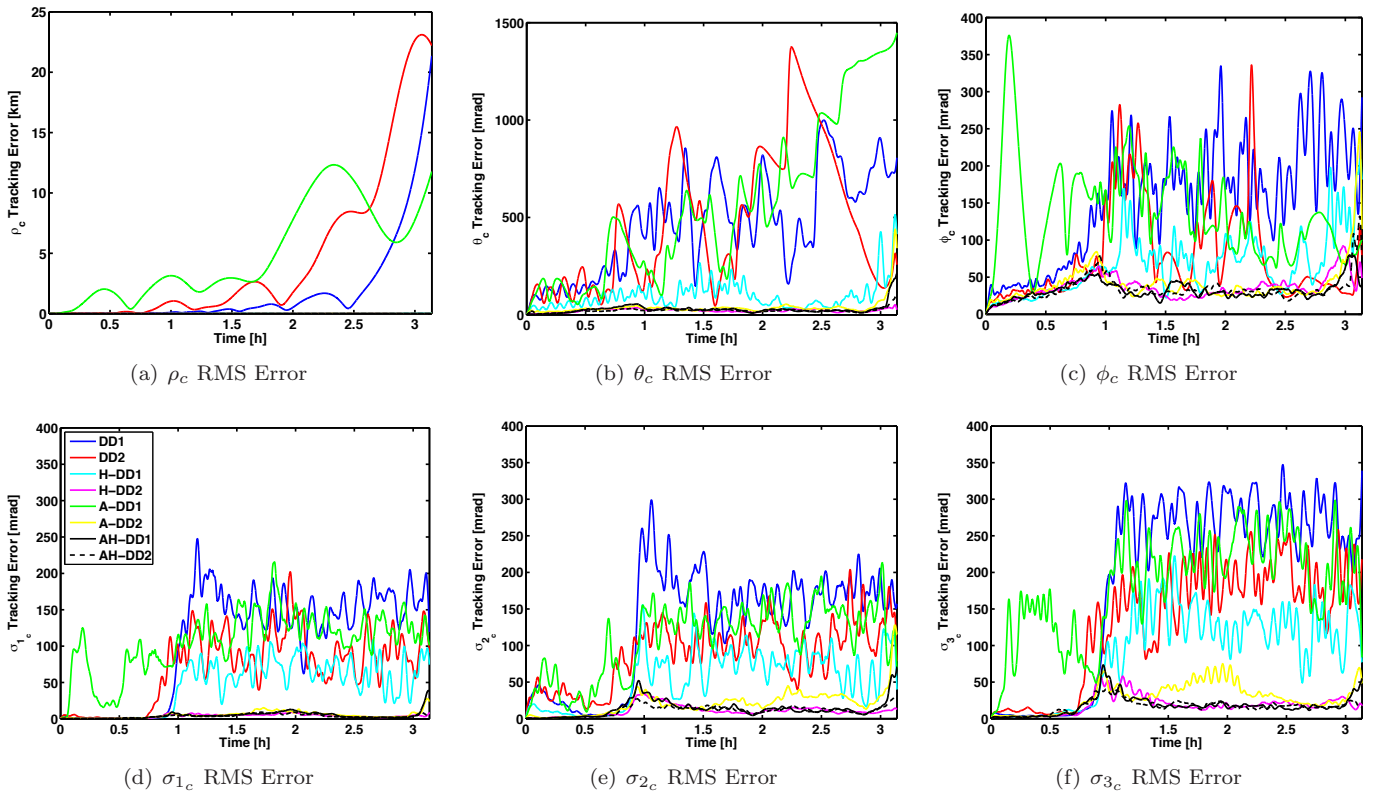 25
20
15
10
5
0
ρc Tracking Error [km]
0 0.5 1 1.5 2 2.5 3
Time [h]
(a) ρc RMS Error
1500
1000
500
0
θc Tracking Error [mrad]
0 0.5 1 1.5 2 2.5 3
Time [h]
(b) θc RMS Error
400
350
300
250
200
150
100
50
0
ϕc Tracking Error [mrad]
0 0.5 1 1.5 2 2.5 3
Time [h]
(c) ϕc RMS Error
400
350
300
250
200
150
100
50
0
σ1c Tracking Error [mrad]
DD1
DD2
H-DD1
H-DD2
A-DD1
A-DD2
AH-DD1
AH-DD2
0 0.5 1 1.5 2 2.5 3
Time [h]
(d) σ1c RMS Error
400
350
300
250
200
150
100
50
0
σ2c Tracking Error [mrad]
0 0.5 1 1.5 2 2.5 3
Time [h]
(e) σ2c RMS Error
400
350
300
250
200
150
100
50
0
σ3c Tracking Error [mrad]
0 0.5 1 1.5 2 2.5 3
Time [h]
(f) σ3c RMS Error